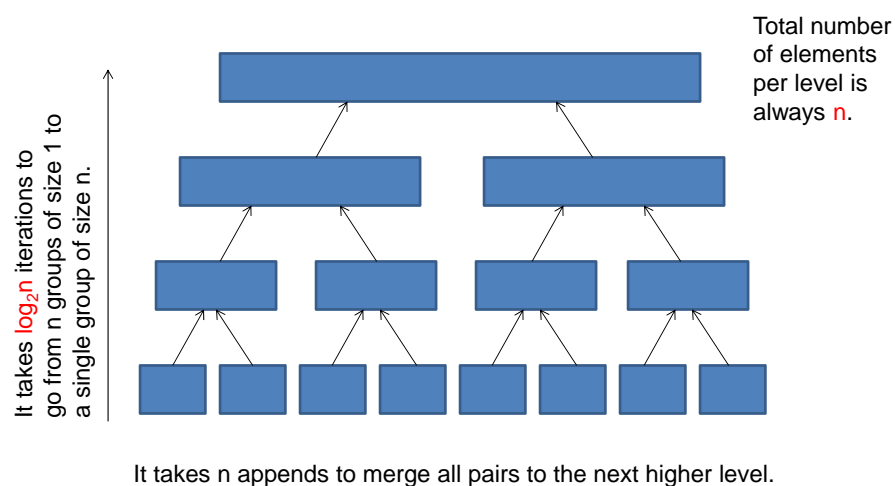 Total number
of elements
per level is
always n.
It takes log₂n iterations to
go from n groups of size 1 to
a single group of size n.
It takes n appends to merge all pairs to the next higher level.